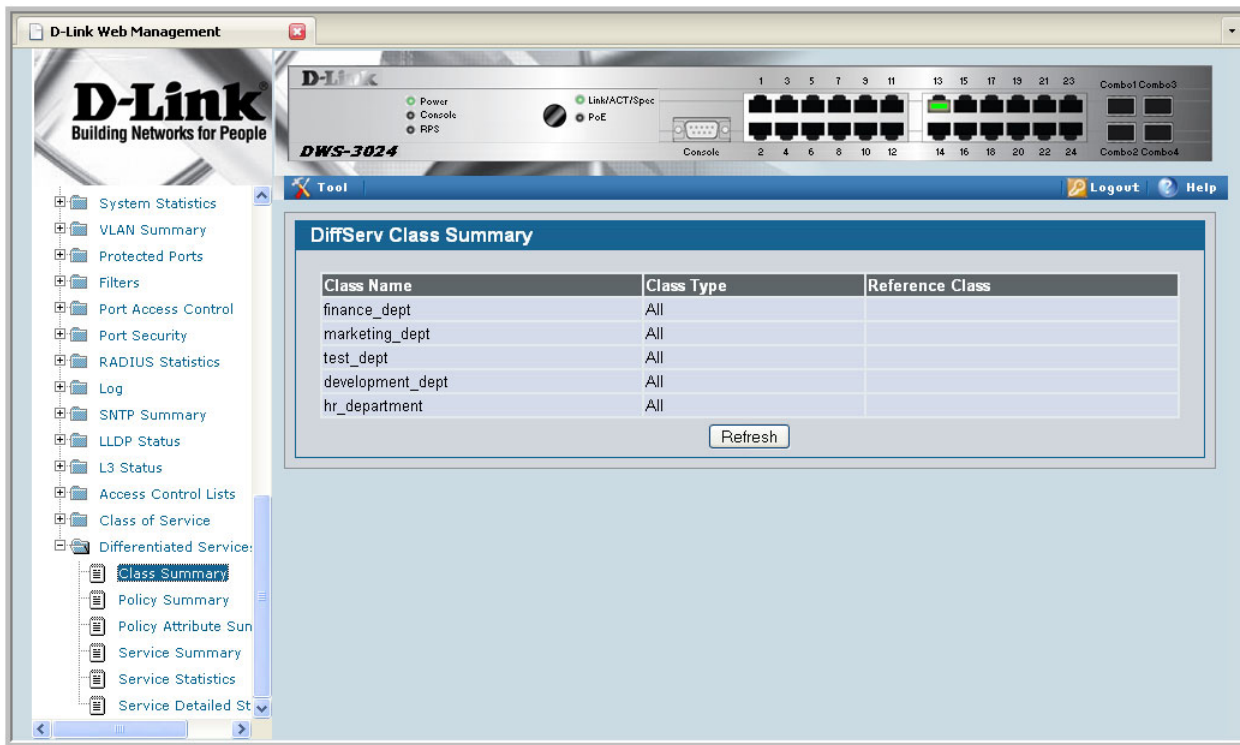 D-Link Web Management
D-Link
Building Networks for People
D-Link
Power
Console
RPS
Link/ACT/Spec
PoE
DWS-3024
Console
1 3 5 7 9 11 13 15 17 19 21 23 Combo1 Combo3
2 4 6 8 10 12 14 16 18 20 22 24 Combo2 Combo4
Tool
Logout
Help
System Statistics
VLAN Summary
Protected Ports
Filters
Port Access Control
Port Security
RADIUS Statistics
Log
SNTP Summary
LLDP Status
L3 Status
Access Control Lists
Class of Service
Differentiated Services
Class Summary
Policy Summary
Policy Attribute Sun
Service Summary
Service Statistics
Service Detailed St
DiffServ Class Summary
Class Name Class Type Reference Class
finance_dept All
marketing_dept All
test_dept All
development_dept All
hr_department All
Refresh